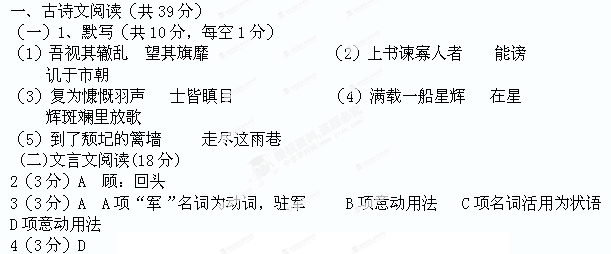 一、古诗文阅读（共39分）
（一）1、默写（共10分，每空1分）
（1）吾视其辙乱  望其旗靡  （2）上书谏寡人者  能谤
讥于市朝
（3）复为慷慨羽声  士皆瞋目  （4）满载一船星辉  在星
辉斑斓里放歌
（5）到了颓圮的篱墙  走尽这雨巷
（二）文言文阅读（18分）
2（3分）A  顾：回头
3（3分）A  A项“军”名词为动词，驻军  B项意动用法  C项名词活用为状语
D项意动用法
4（3分）D